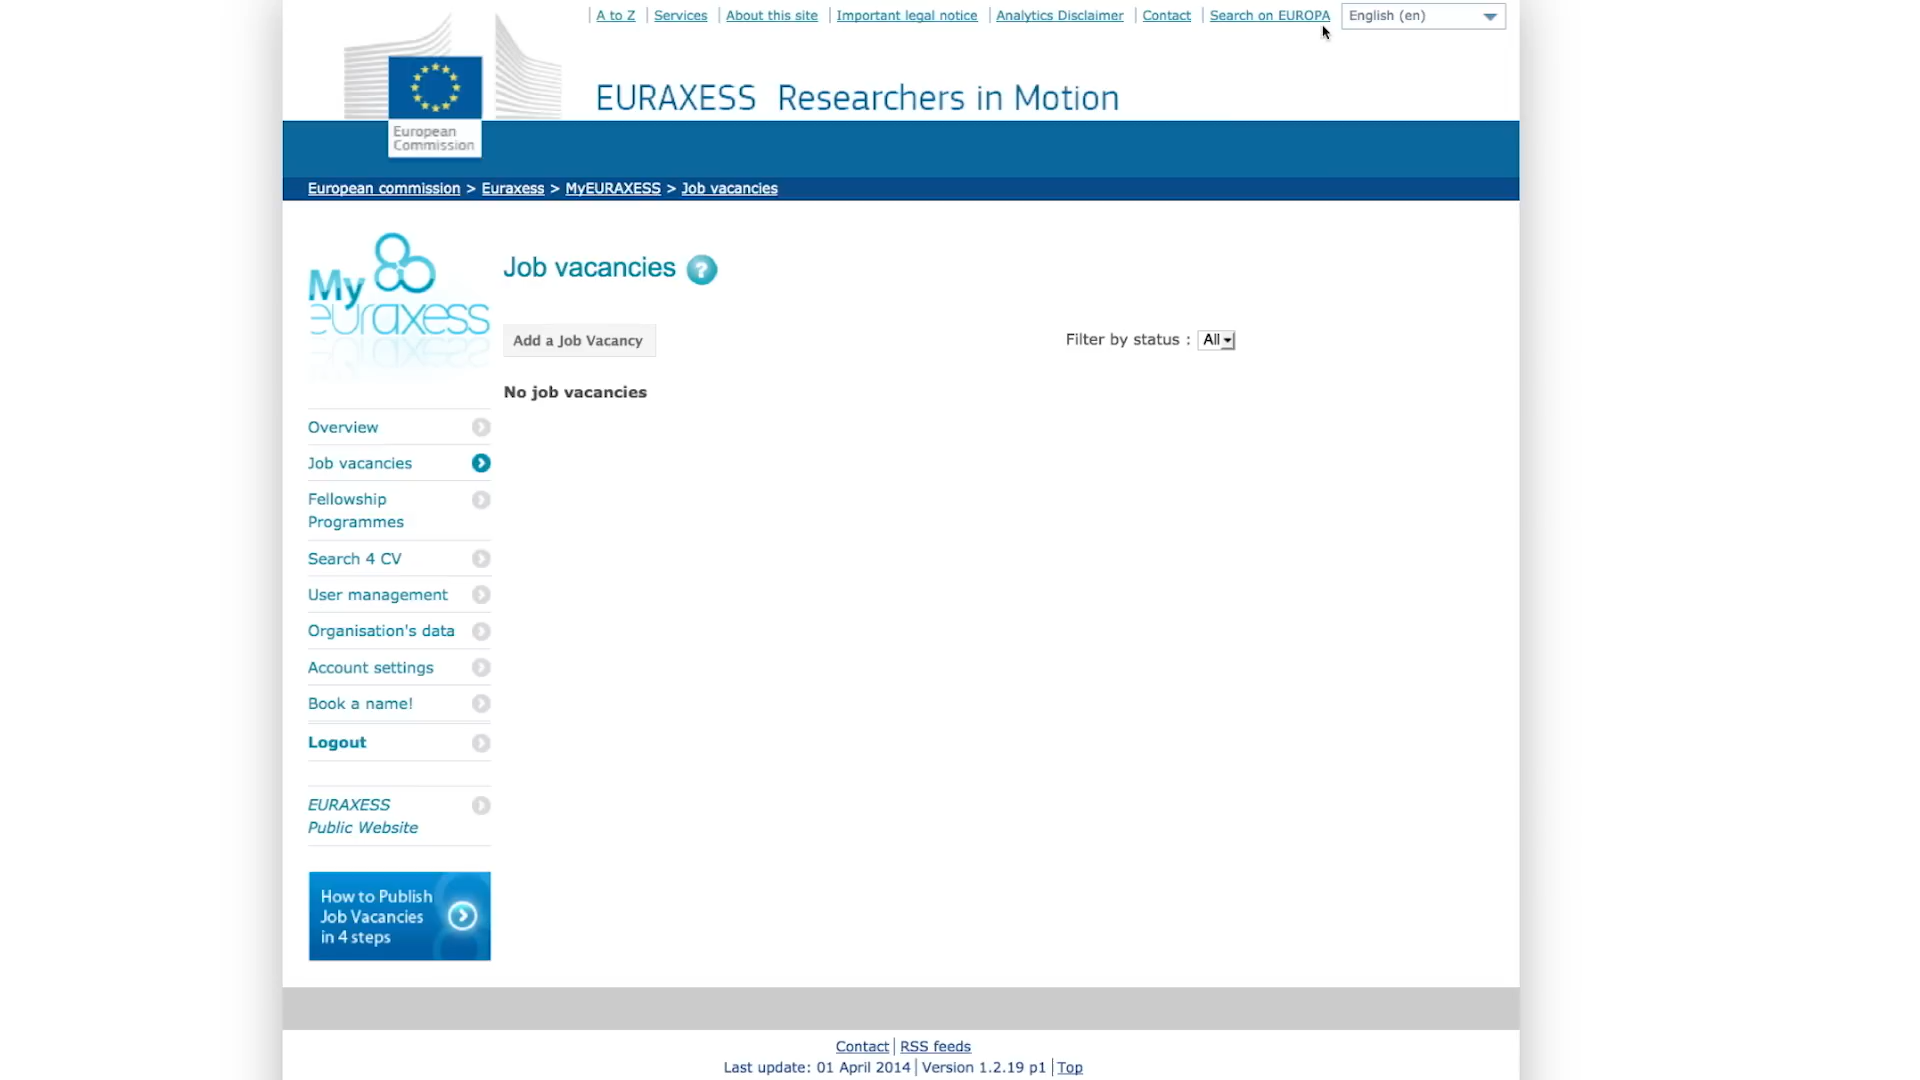 A to Z Services About this site Important legal notice Analytics Disclaimer Contact Search on EUROPA English (en)
EURAXESS Researchers in Motion
European
Commission
European commission > Euraxess > MyEURAXESS > Job vacancies
My
euraxess
Job vacancies ?
Add a Job Vacancy
Filter by status : All
No job vacancies
Overview
Job vacancies
Fellowship
Programmes
Search 4 CV
User management
Organisation's data
Account settings
Book a name!
Logout
EURAXESS
Public Website
How to Publish
Job Vacancies
in 4 steps
Contact RSS feeds
Last update: 01 April 2014 Version 1.2.19 p1 Top